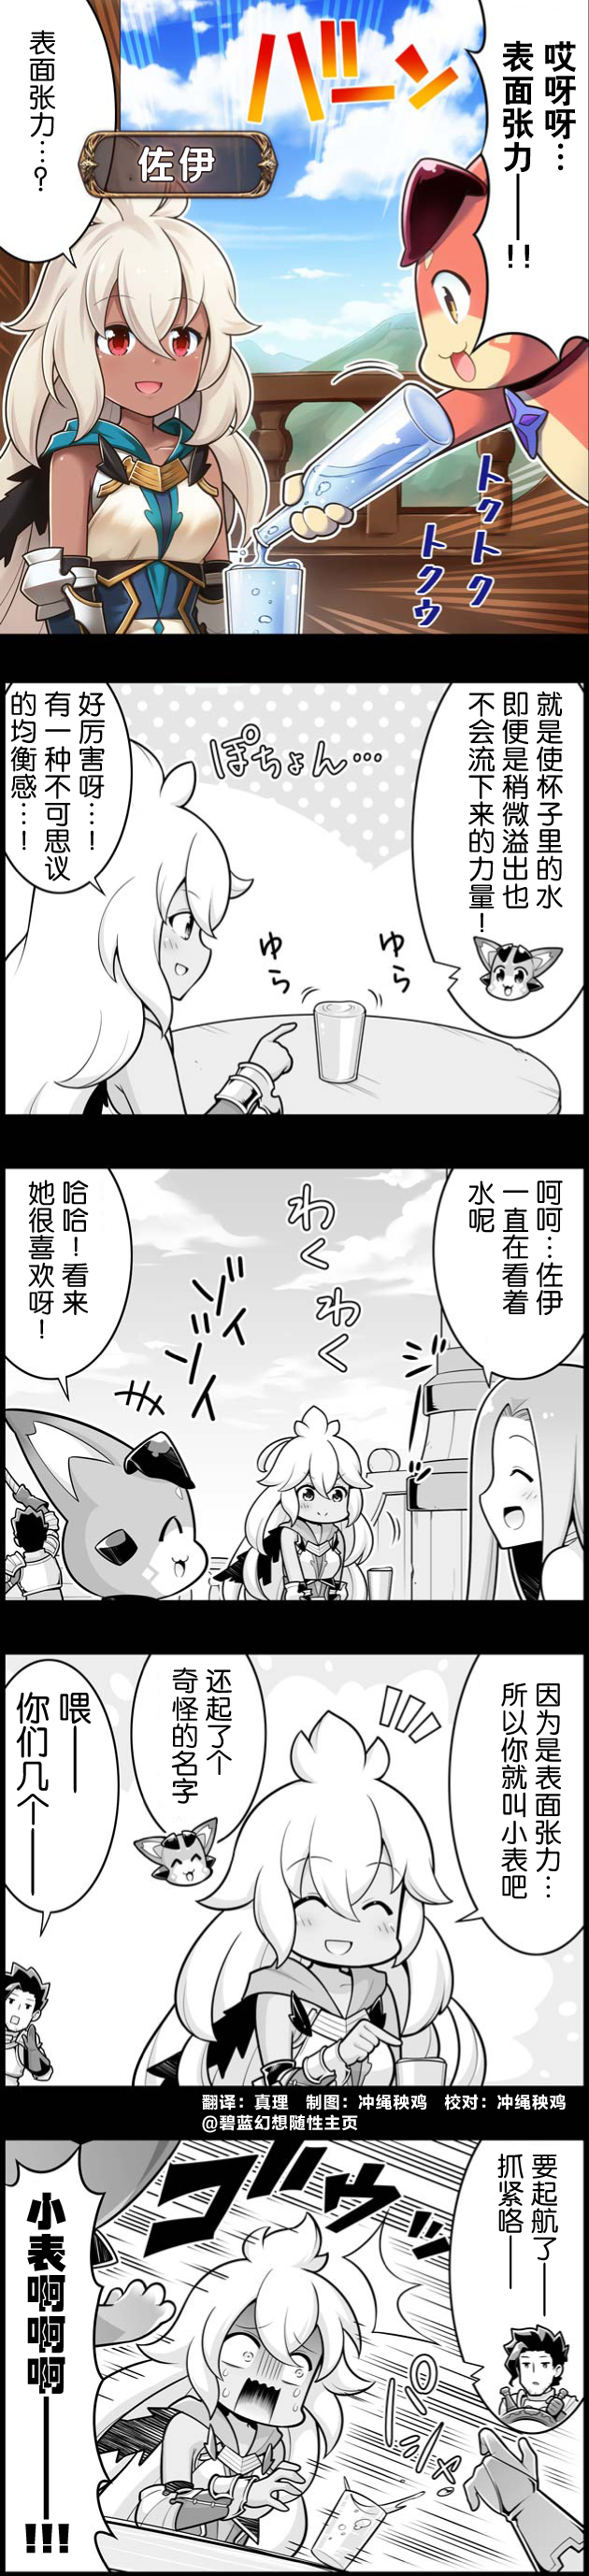 哎呀呀…
表面张力——!!
バーン
表面张力…?
佐伊
トクトク
トクゥ
就是使杯子里的水
即便是稍微溢出也
不会流下来的力量!
ぽちょん…
好厉害呀…!
有一种不可思议
的均衡感…!
ゆら
ゆら
呵呵…佐伊
一直在看着
水呢
わくわく
ゾイゾイ
哈哈!看来
她很喜欢呀!
因为是表面张力…
所以你就叫小表吧
还起了个
奇怪的名字
喂——
你们几个——
翻译:真理 制图:冲绳秧鸡 校对:冲绳秧鸡
@碧蓝幻想随性主页
要起航了——
抓紧咯——
ゴゥッ
パシャ
小表啊啊啊——!!!